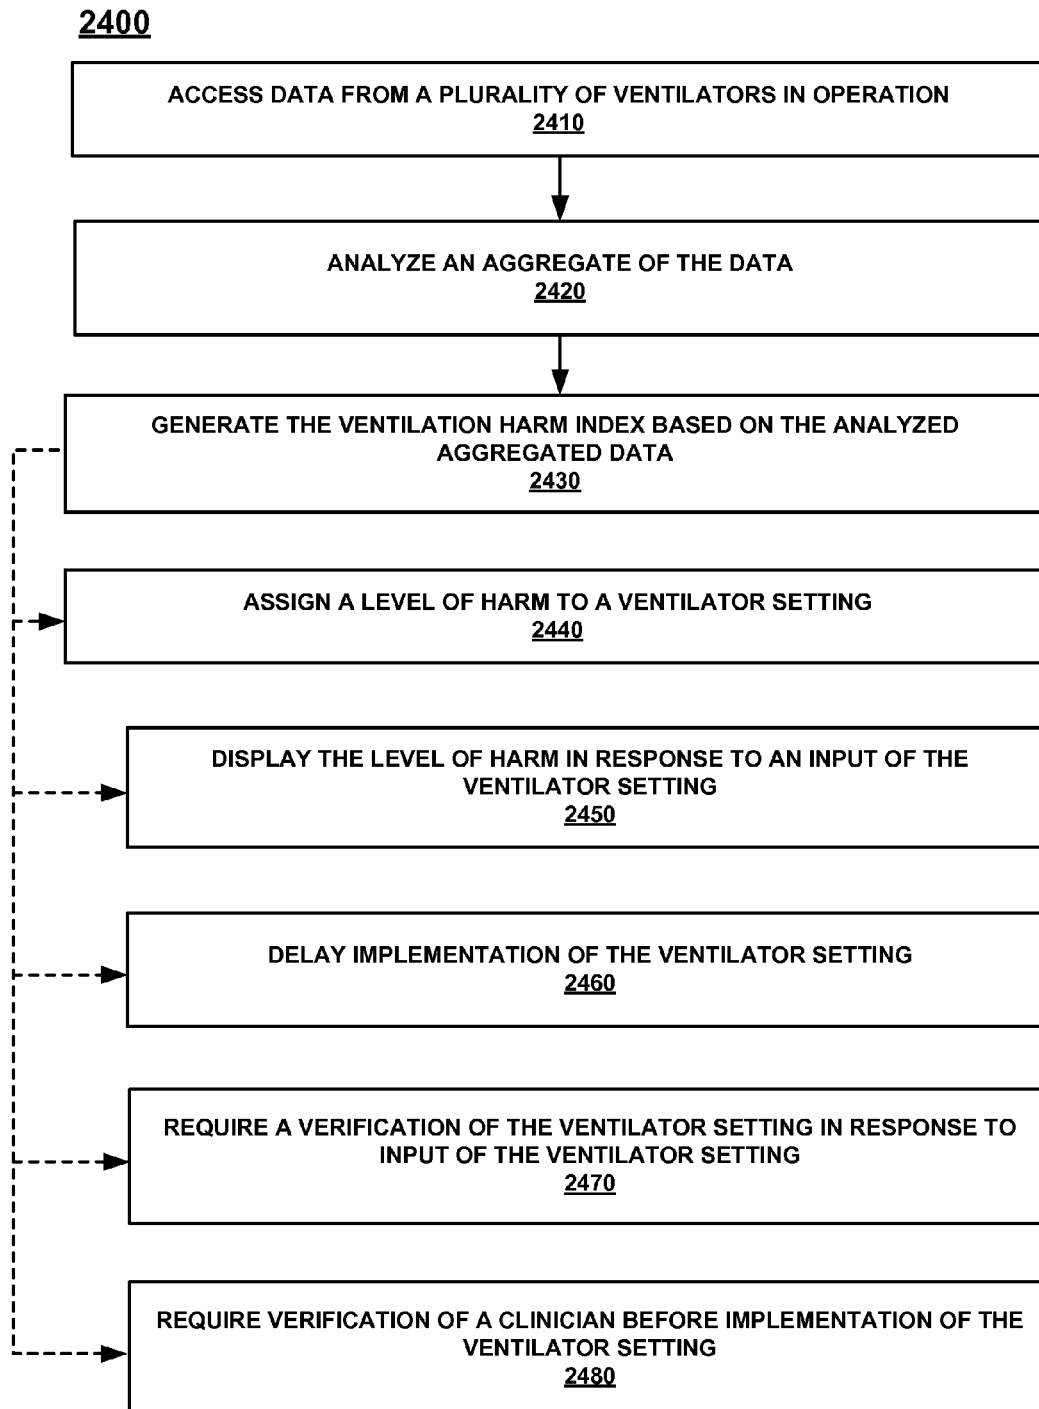 2400
ACCESS DATA FROM A PLURALITY OF VENTILATORS IN OPERATION
2410
ANALYZE AN AGGREGATE OF THE DATA
2420
GENERATE THE VENTILATION HARM INDEX BASED ON THE ANALYZED
AGGREGATED DATA
2430
ASSIGN A LEVEL OF HARM TO A VENTILATOR SETTING
2440
DISPLAY THE LEVEL OF HARM IN RESPONSE TO AN INPUT OF THE
VENTILATOR SETTING
2450
DELAY IMPLEMENTATION OF THE VENTILATOR SETTING
2460
REQUIRE A VERIFICATION OF THE VENTILATOR SETTING IN RESPONSE TO
INPUT OF THE VENTILATOR SETTING
2470
REQUIRE VERIFICATION OF A CLINICIAN BEFORE IMPLEMENTATION OF THE
VENTILATOR SETTING
2480